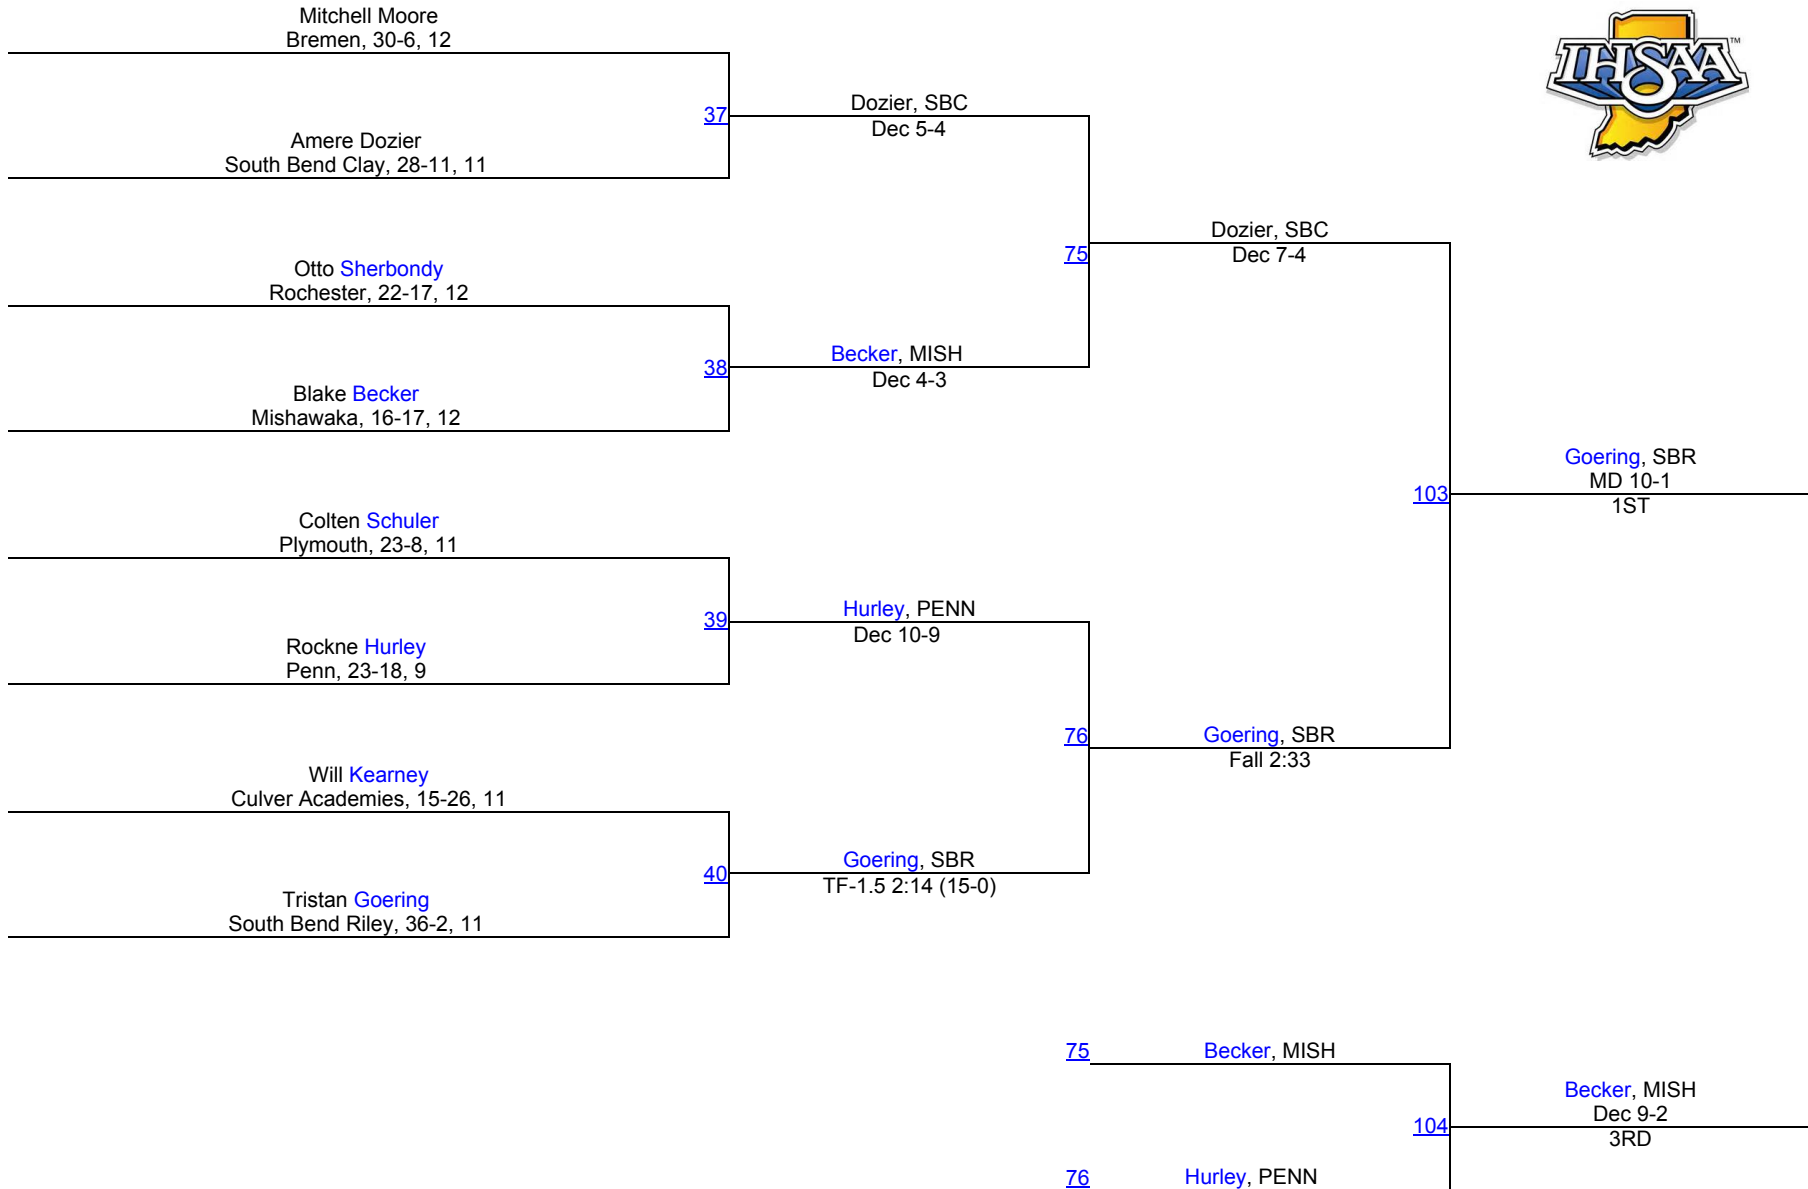 Mitchell Moore
Bremen, 30-6, 12
IHSAA™
37
Dozier, SBC
Dec 5-4
Amere Dozier
South Bend Clay, 28-11, 11
75
Dozier, SBC
Dec 7-4
Otto Sherbondy
Rochester, 22-17, 12
38
Becker, MISH
Dec 4-3
Blake Becker
Mishawaka, 16-17, 12
103
Goering, SBR
MD 10-1
1ST
Colten Schuler
Plymouth, 23-8, 11
39
Hurley, PENN
Dec 10-9
Rockne Hurley
Penn, 23-18, 9
76
Goering, SBR
Fall 2:33
Will Kearney
Culver Academies, 15-26, 11
40
Goering, SBR
TF-1.5 2:14 (15-0)
Tristan Goering
South Bend Riley, 36-2, 11
75
Becker, MISH
104
Becker, MISH
Dec 9-2
3RD
76
Hurley, PENN